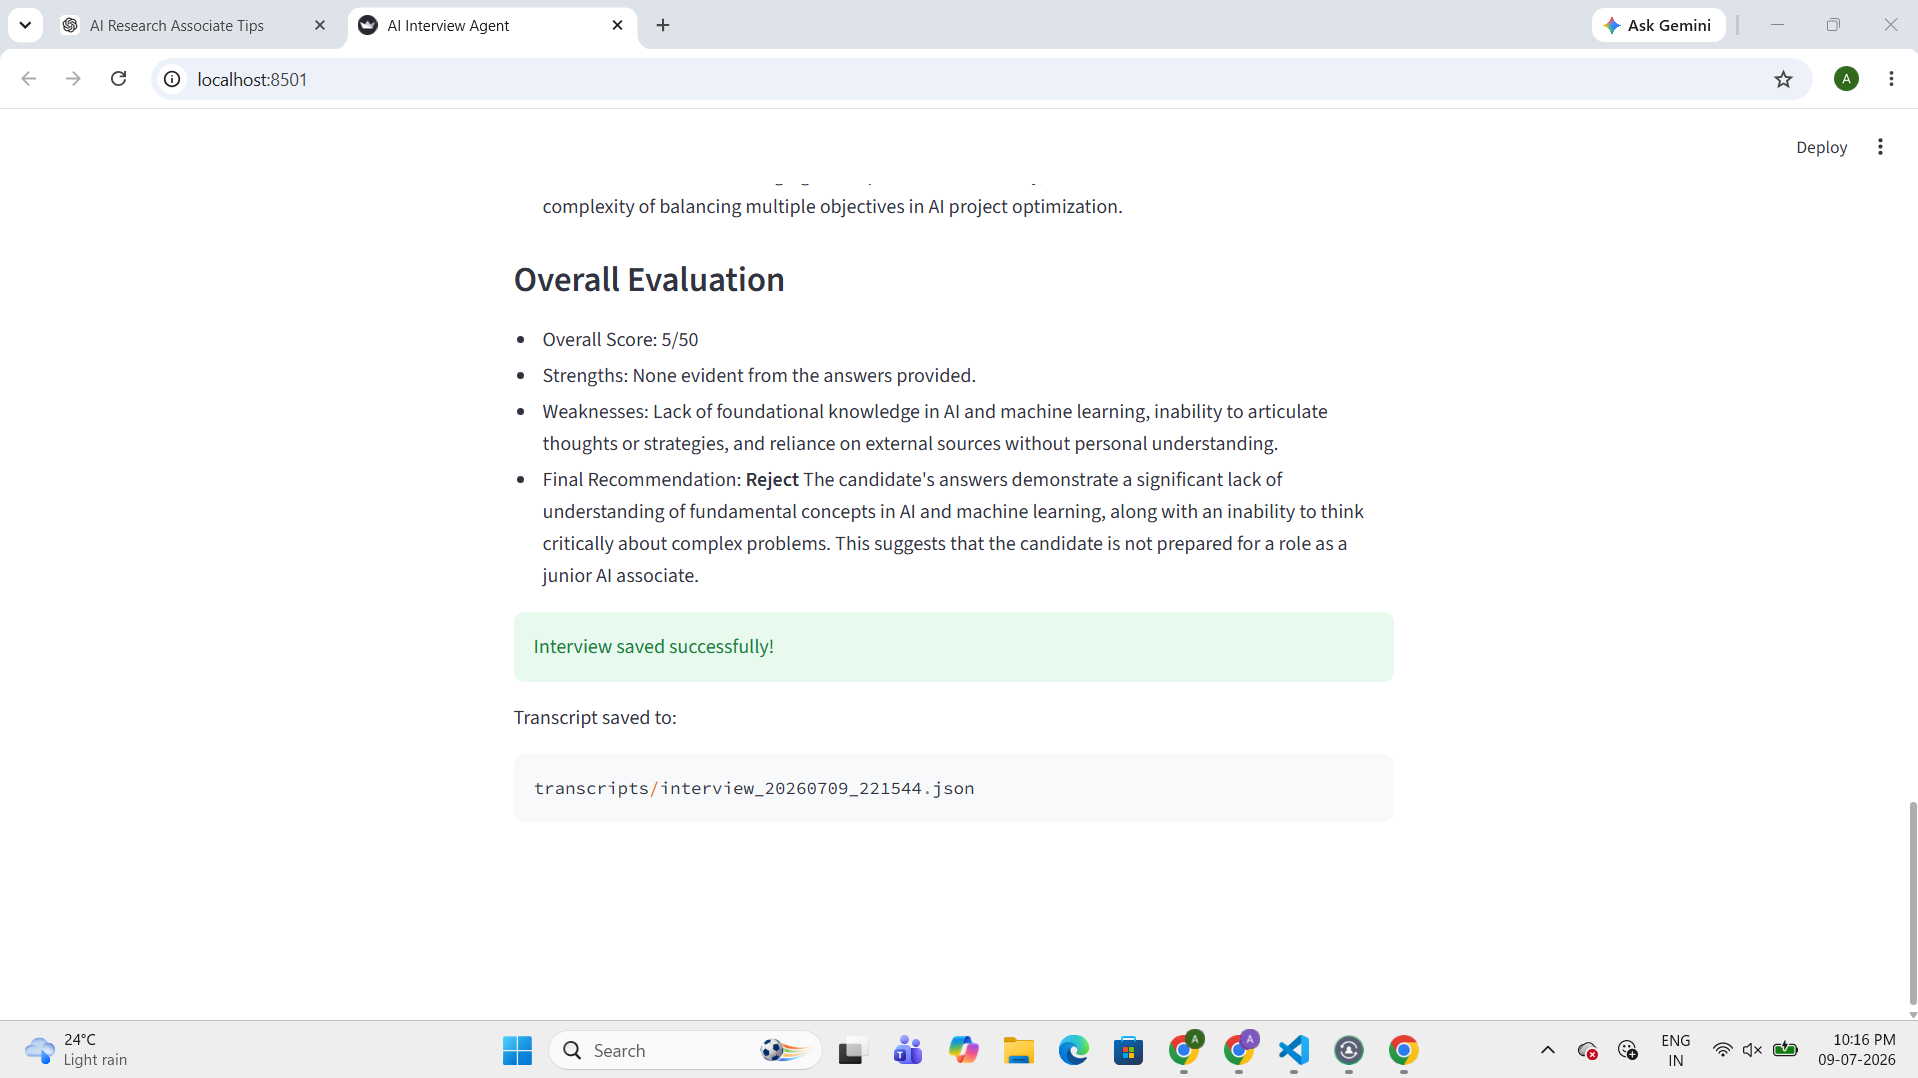 AI Research Associate Tips
AI Interview Agent
Ask Gemini
localhost:8501
A
Deploy
complexity of balancing multiple objectives in AI project optimization.
Overall Evaluation
Overall Score: 5/50
Strengths: None evident from the answers provided.
Weaknesses: Lack of foundational knowledge in AI and machine learning, inability to articulate
thoughts or strategies, and reliance on external sources without personal understanding.
Final Recommendation: Reject The candidate's answers demonstrate a significant lack of
understanding of fundamental concepts in AI and machine learning, along with an inability to think
critically about complex problems. This suggests that the candidate is not prepared for a role as a
junior AI associate.
Interview saved successfully!
Transcript saved to:
transcripts/interview_20260709_221544.json
24°C
Light rain
Search
A
A
ENG
IN
10:16 PM
09-07-2026